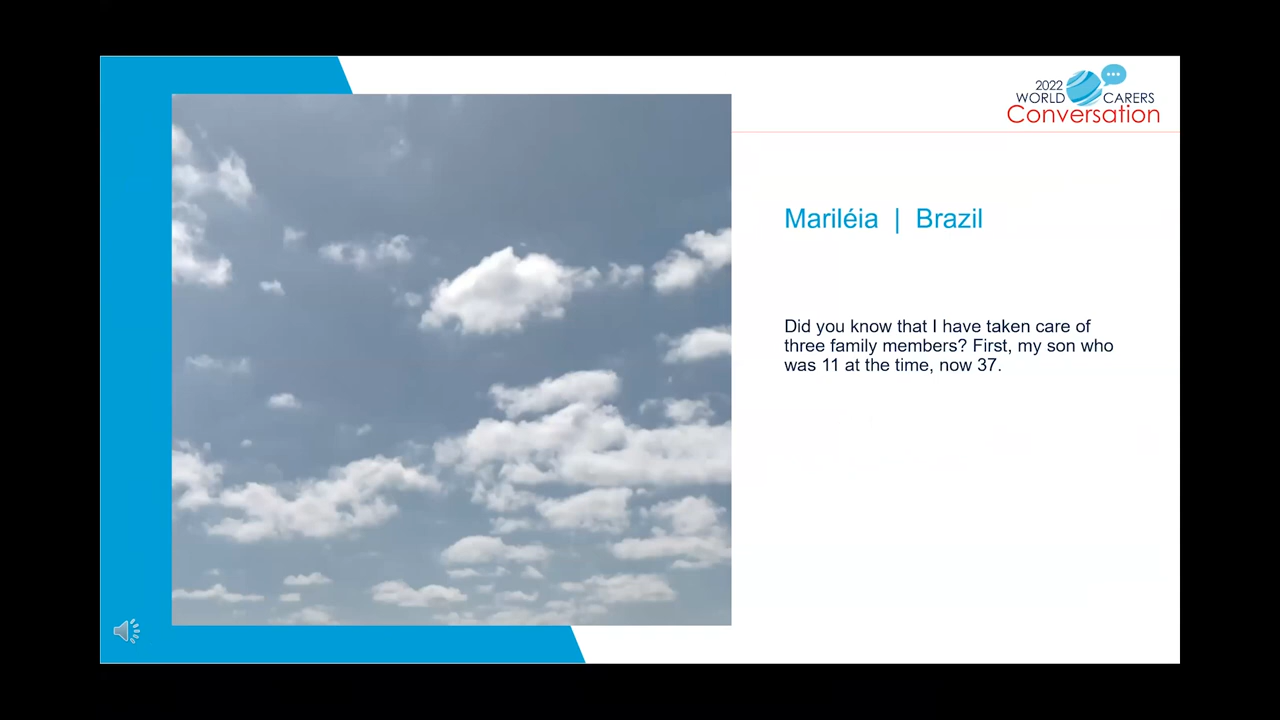 2022
WORLD CARERS
Conversation
Mariléia | Brazil
Did you know that I have taken care of
three family members? First, my son who
was 11 at the time, now 37.